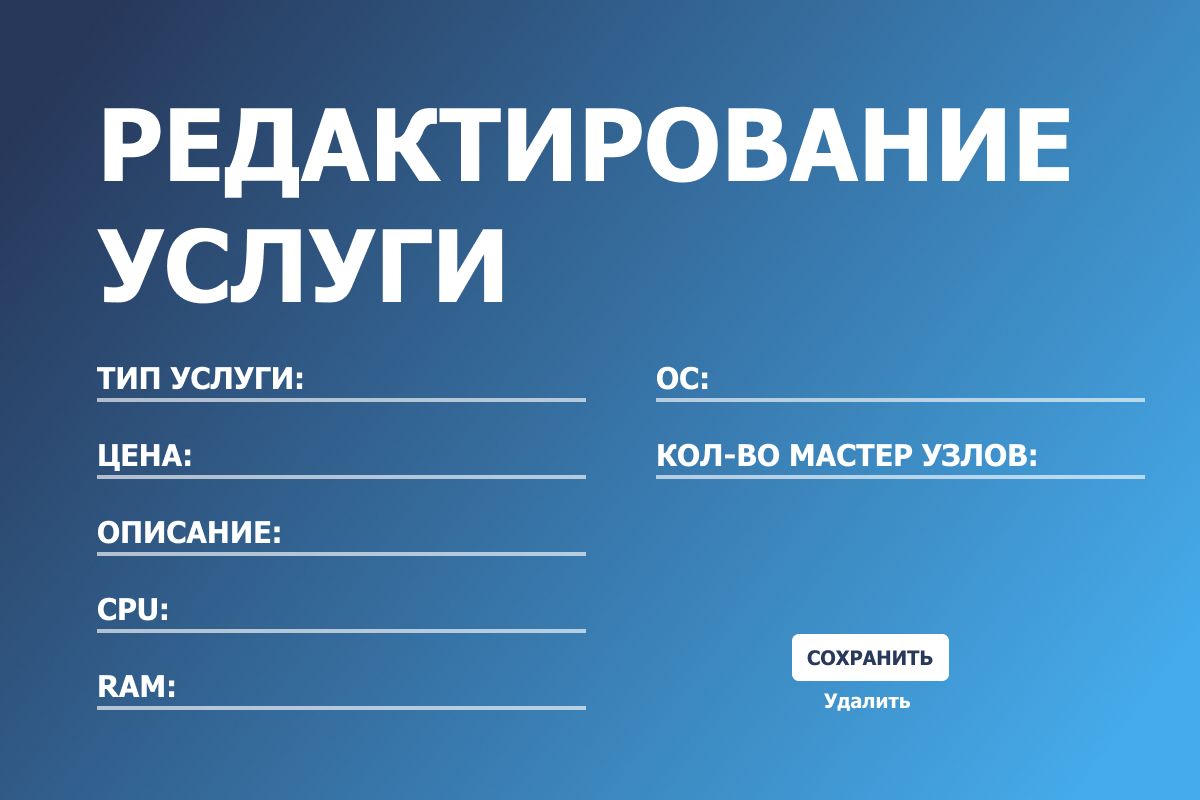 РЕДАКТИРОВАНИЕ
УСЛУГИ
ТИП УСЛУГИ:
ЦЕНА:
ОПИСАНИЕ:
CPU:
RAM:
ОС:
КОЛ-ВО МАСТЕР УЗЛОВ:
СОХРАНИТЬ
Удалить